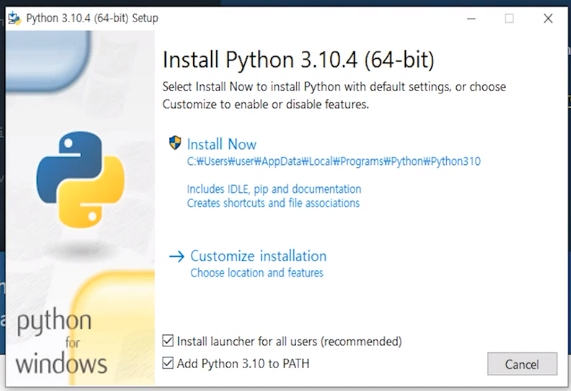 Python 3.10.4 (64-bit) Setup
Install Python 3.10.4 (64-bit)
Select Install Now to install Python with default settings, or choose
Customize to enable or disable features.
Install Now
C:₩Users₩user₩AppData₩Local₩Programs₩Python₩Python310
Includes IDLE, pip and documentation
Creates shortcuts and file associations
Customize installation
Choose location and features
python
for
windows
Install launcher for all users (recommended)
Add Python 3.10 to PATH
Cancel